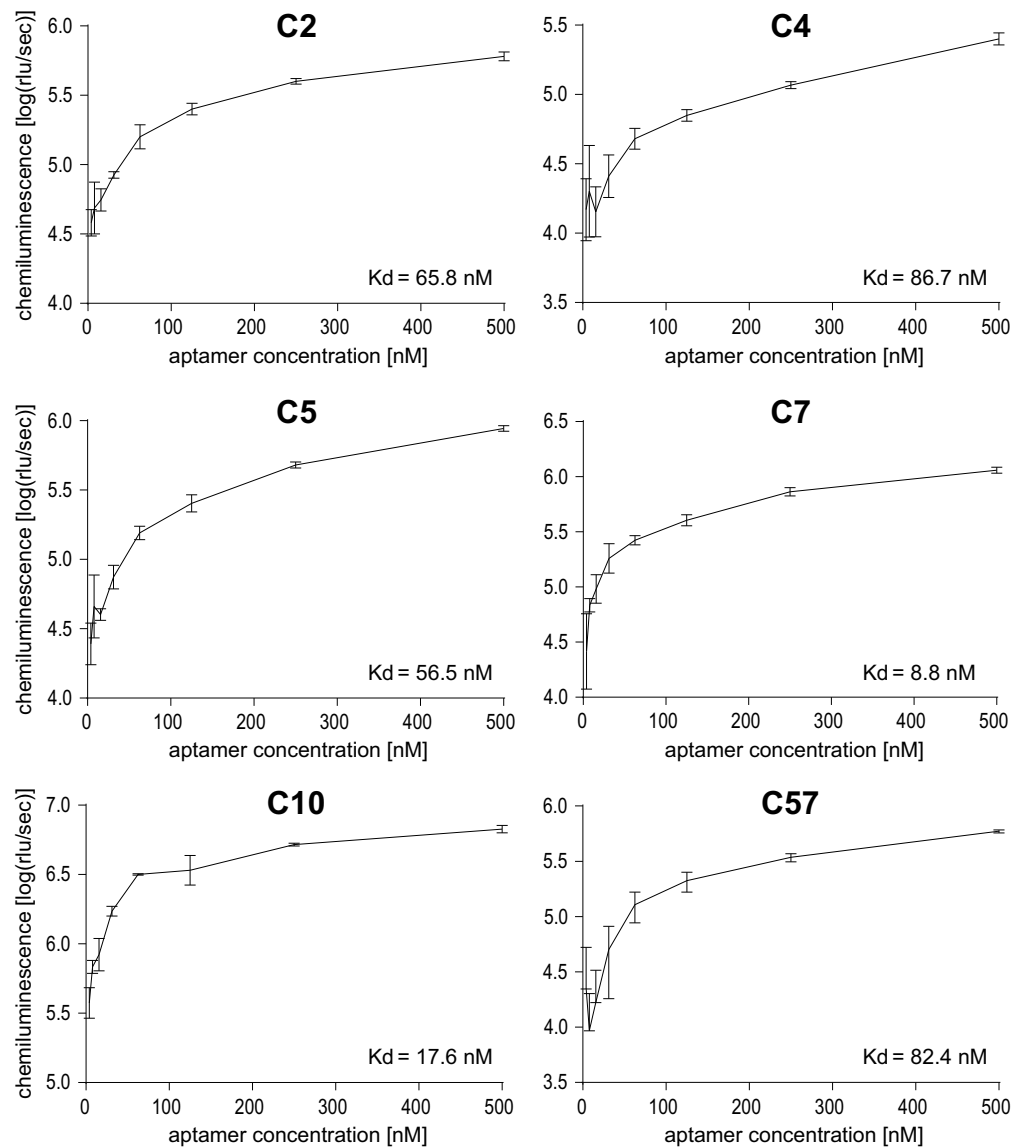 C2
chemiluminescence [log(rlu/sec)]
6.0
5.5
5.0
4.5
4.0
Kd = 65.8 nM
0 100 200 300 400 500
aptamer concentration [nM]
C4
5.5
5.0
4.5
4.0
3.5
Kd = 86.7 nM
0 100 200 300 400 500
aptamer concentration [nM]
C5
chemiluminescence [log(rlu/sec)]
6.0
5.5
5.0
4.5
4.0
Kd = 56.5 nM
0 100 200 300 400 500
aptamer concentration [nM]
C7
6.5
6.0
5.5
5.0
4.5
4.0
Kd = 8.8 nM
0 100 200 300 400 500
aptamer concentration [nM]
C10
chemiluminescence [log(rlu/sec)]
7.0
6.5
6.0
5.5
5.0
Kd = 17.6 nM
0 100 200 300 400 500
aptamer concentration [nM]
C57
6.0
5.5
5.0
4.5
4.0
3.5
Kd = 82.4 nM
0 100 200 300 400 500
aptamer concentration [nM]